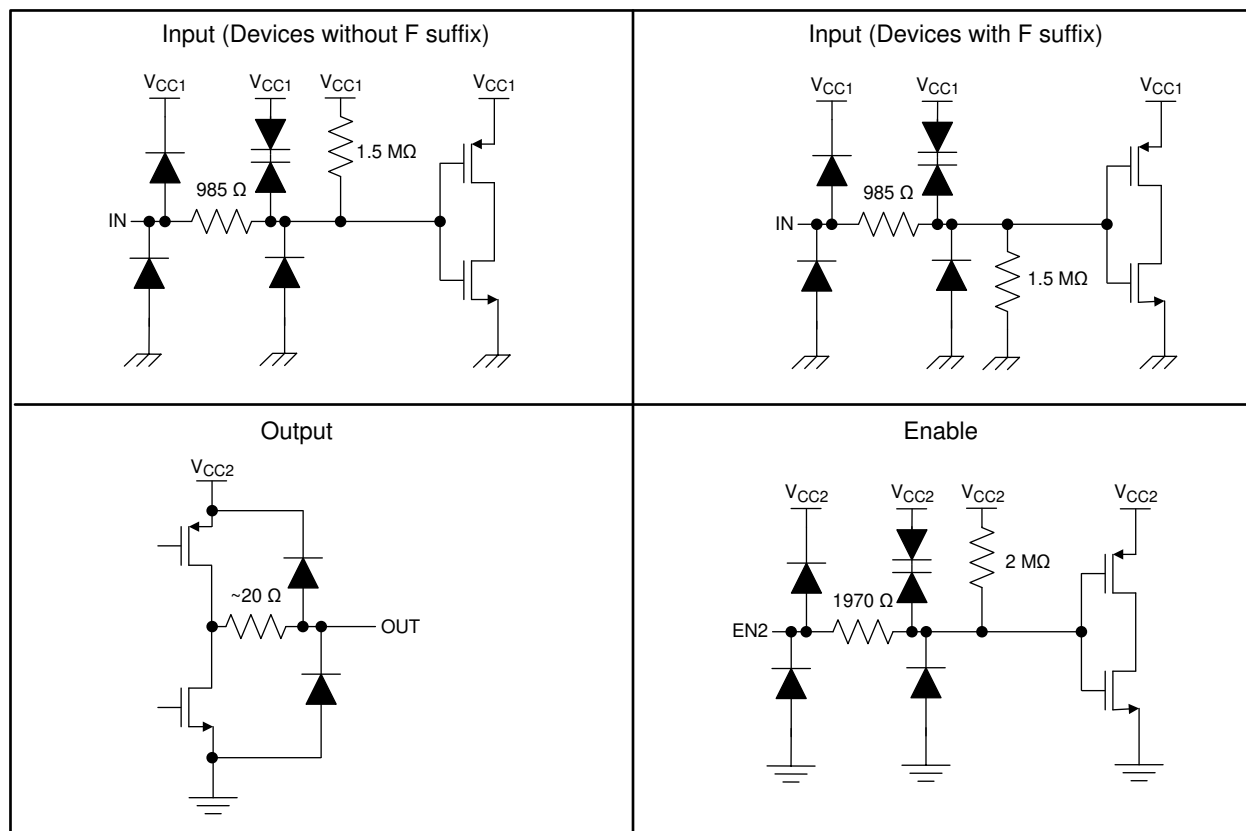 Input (Devices without F suffix)
VCC1 VCC1 VCC1 VCC1
1.5 MΩ
985 Ω
IN
Input (Devices with F suffix)
VCC1 VCC1 VCC1
985 Ω
IN
1.5 MΩ
Output
VCC2
~20 Ω
OUT
Enable
VCC2 VCC2 VCC2 VCC2
2 MΩ
1970 Ω
EN2